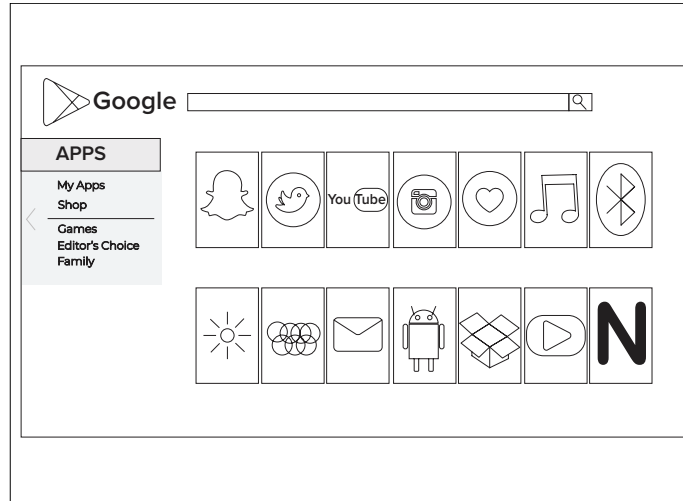 Google
APPS
My Apps
Shop
Games
Editor's Choice
Family
You Tube
N